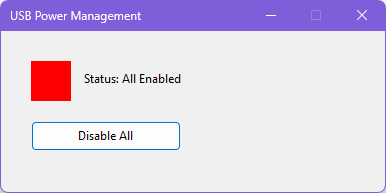 USB Power Management
Status: All Enabled
Disable All